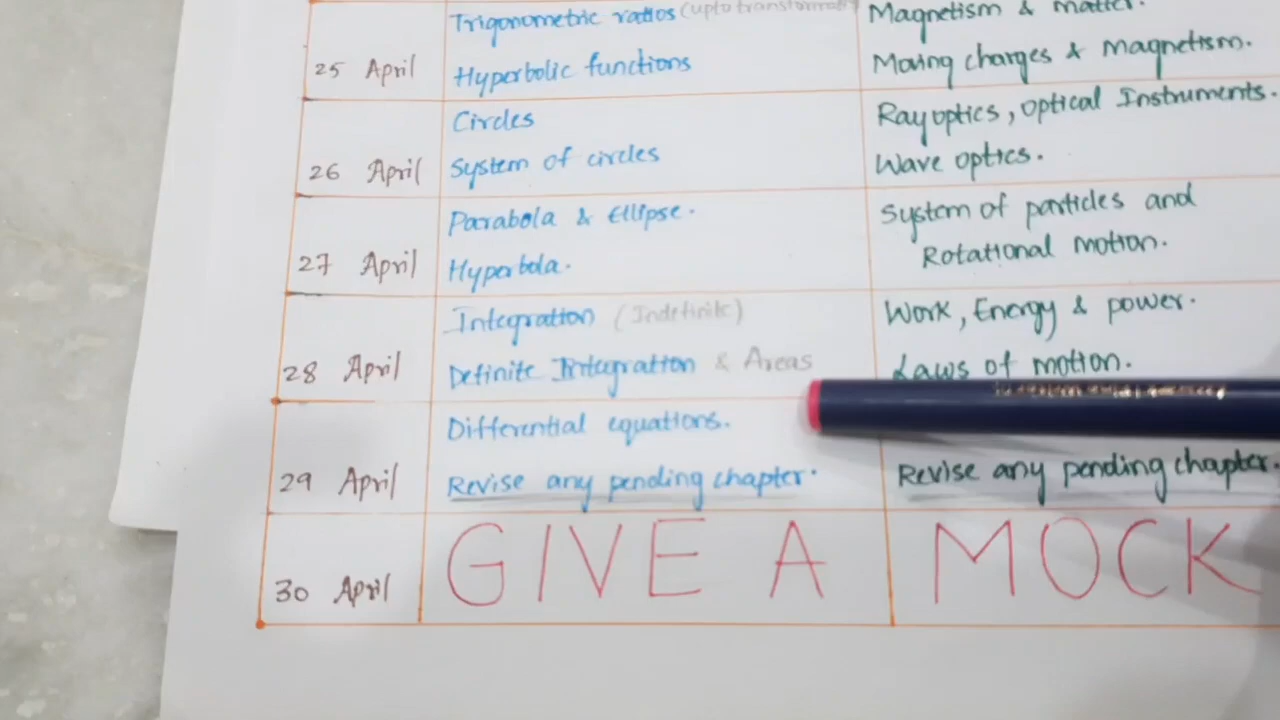 Trigonometric ratios (upto transformation)
Magnetism & matter.
25 April
Hyperbolic functions
Moving charges & magnetism.
Circles
Ray optics, optical Instruments.
26 April
System of circles
Wave optics.
Parabola & Ellipse.
System of particles and
27 April
Hyperbola.
Rotational motion.
Integration (Indefinite)
Work, Energy & power.
28 April
Definite Integration & Areas
Laws of motion.
Differential equations.
29 April
Revise any pending chapter.
Revise any pending chapter.
30 April
GIVE A MOCK